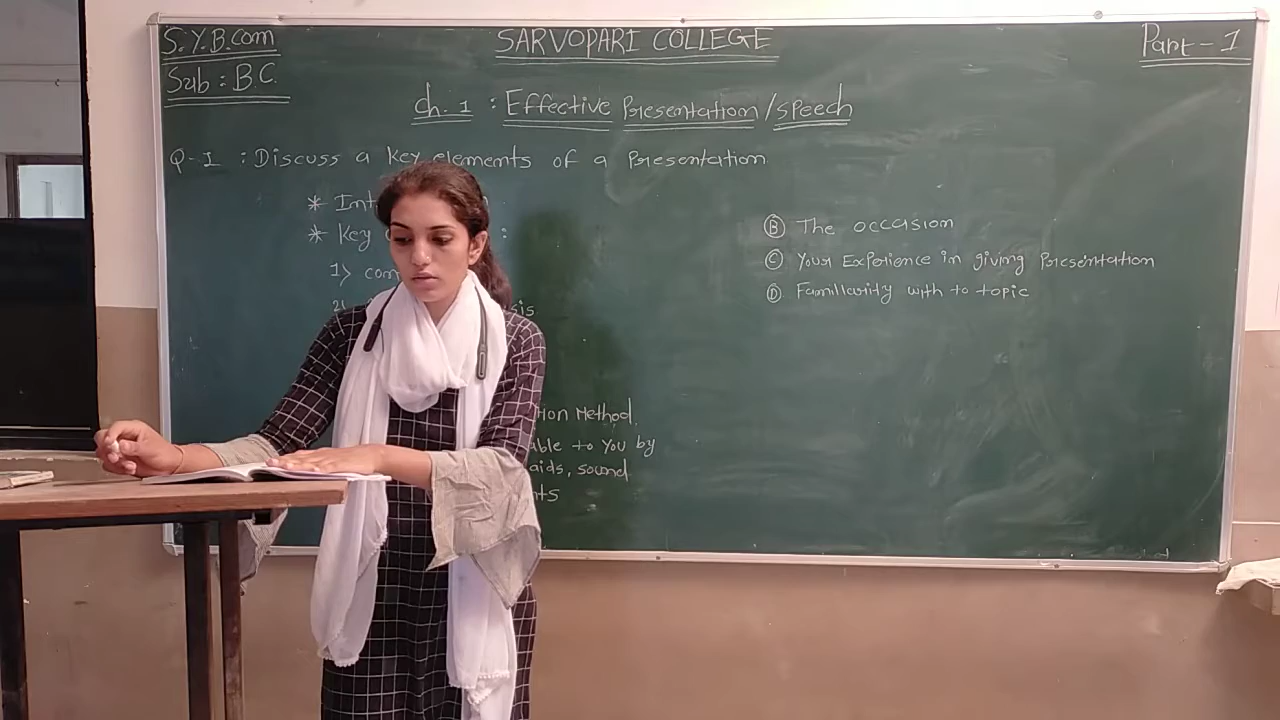 S.Y.B.Com
SARVOPARI COLLEGE
Part - 1
Sub : B.C.
Ch. 1 : Effective Presentation/speech
Q-1 : Discuss a key elements of a Presentation
* Int
* Key :
1) com
2)
tion Method
able to You by
aids, sound
nts
(B) The occasion
(C) Your Experience in giving Presentation
(D) Familiarity with to topic